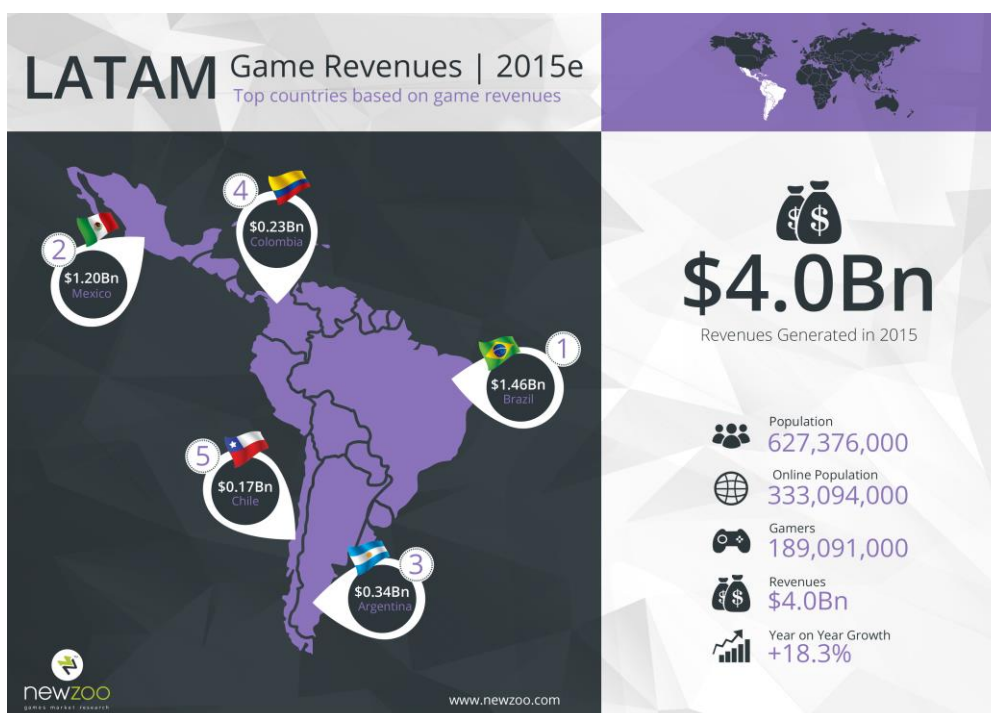 LATAM Game Revenues | 2015e
Top countries based on game revenues
4
$0.23Bn
Colombia
2
$1.20Bn
Mexico
1
$1.46Bn
Brazil
5
$0.17Bn
Chile
3
$0.34Bn
Argentina
newzoo
games market research
www.newzoo.com
$ $
$4.0Bn
Revenues Generated in 2015
Population
627,376,000
Online Population
333,094,000
Gamers
189,091,000
$ $
Revenues
$4.0Bn
Year on Year Growth
+18.3%